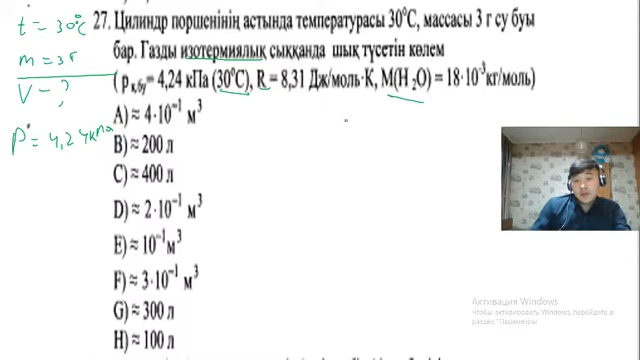 t = 30°C
m = 3г
V - ?
P = 4,24кПа
27. Цилиндр поршенінің астында температурасы 30⁰С, массасы 3 г су буы
бар. Газды изотермиялық сыққанда шық түсетін көлем
( рқ.бу= 4,24 кПа (30⁰С), R = 8,31 Дж/моль·К, M(H₂O) = 18·10⁻³кг/моль)
A) ≈ 4·10⁻¹ м³
B) ≈ 200 л
C) ≈ 400 л
D) ≈ 2·10⁻¹ м³
E) ≈ 10⁻¹м³
F) ≈ 3·10⁻¹ м³
G) ≈ 300 л
H) ≈ 100 л
Активация Windows
Чтобы активировать Windows, перейдите в
раздел "Параметры